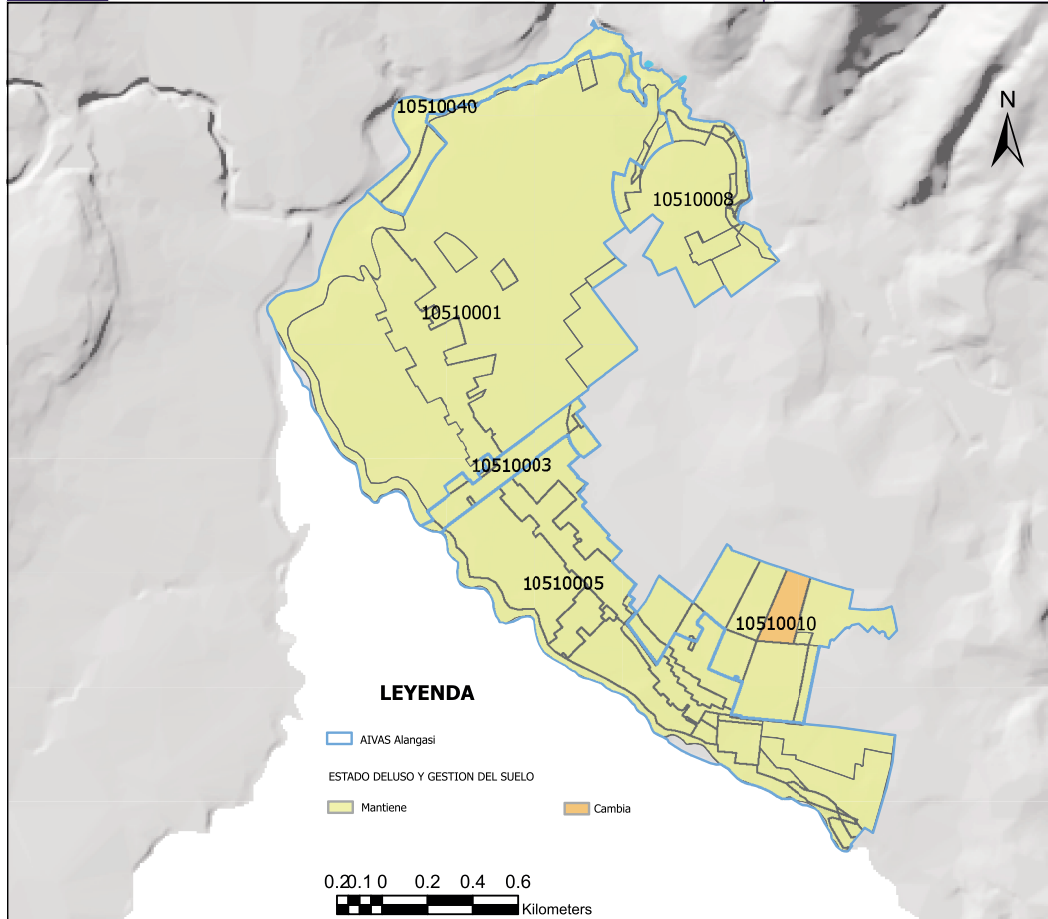 N
10510040
10510008
10510001
10510003
10510005
10510010
LEYENDA
AIVAS Alangasi
ESTADO DELUSO Y GESTION DEL SUELO
Mantiene
Cambia
0.20.1 0 0.2 0.4 0.6
Kilometers